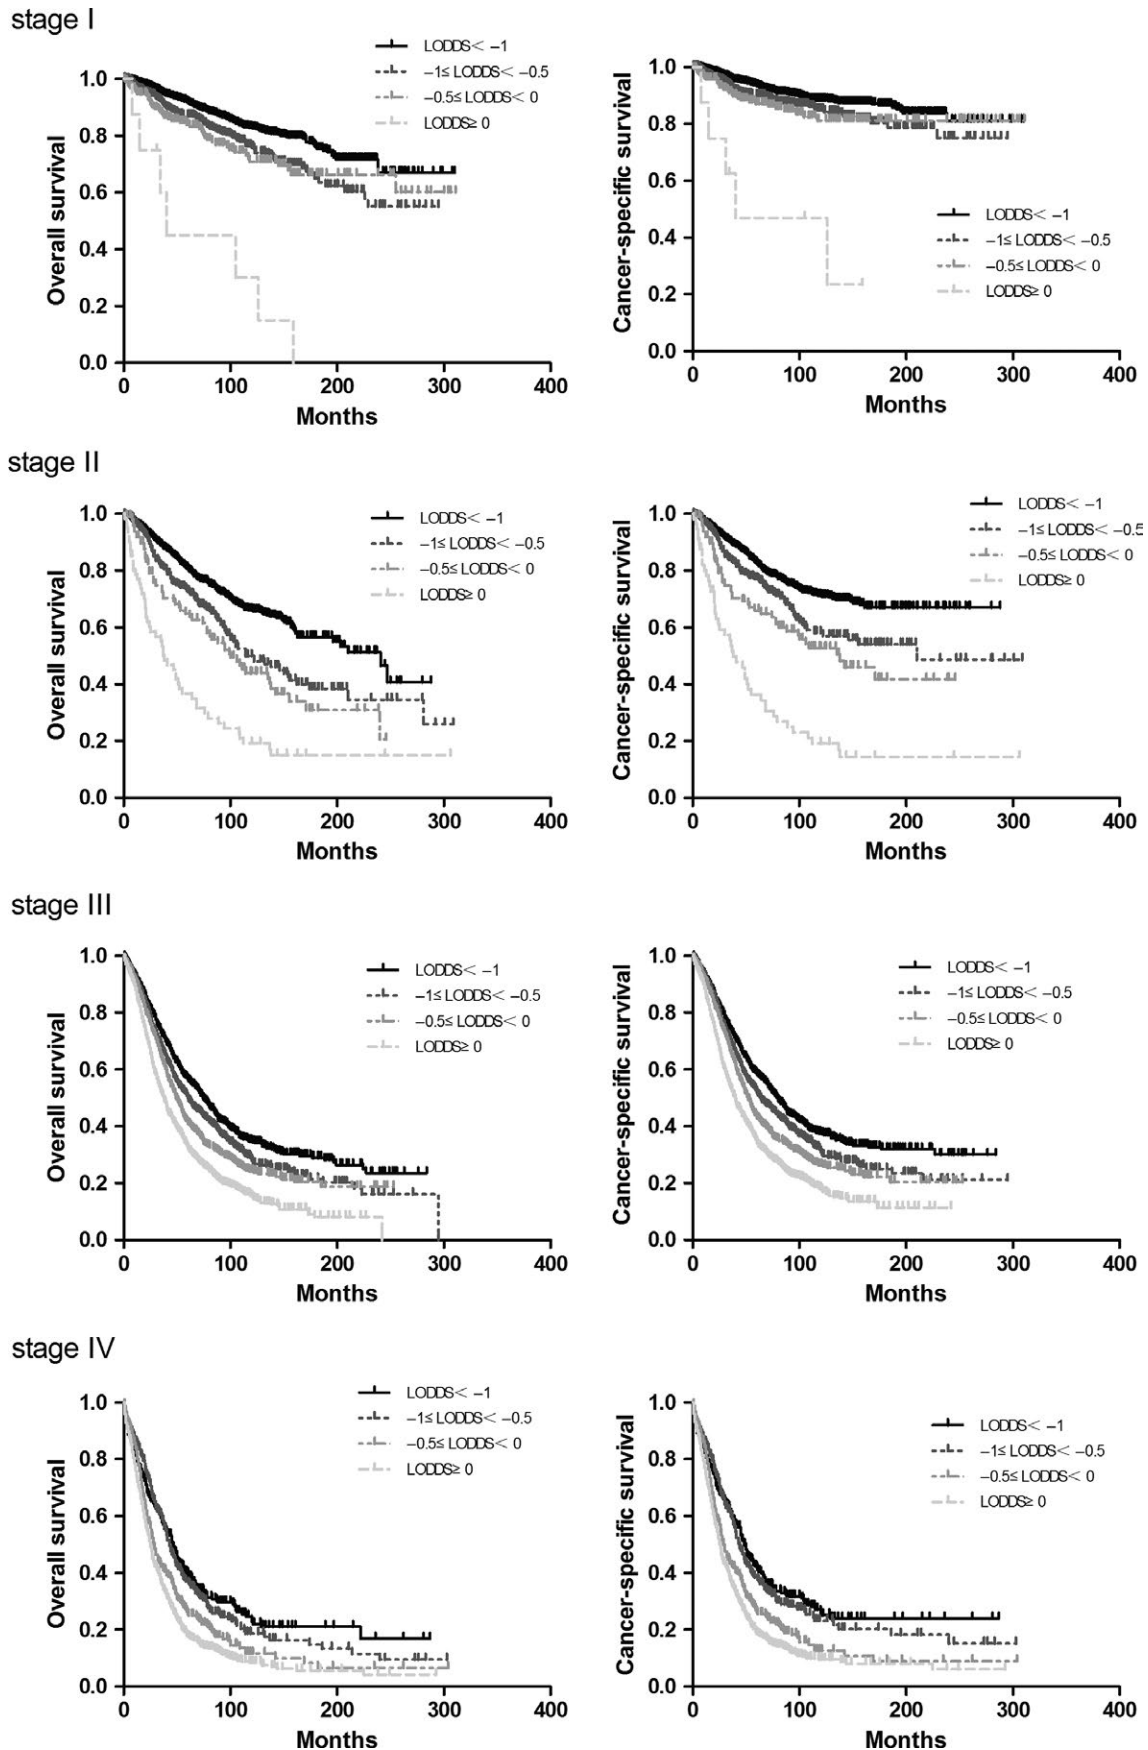 stage I
LODDS< –1
–1≤ LODDS< –0.5
–0.5≤ LODDS< 0
LODDS≥ 0
Overall survival
1.0
0.8
0.6
0.4
0.2
0.0
0 100 200 300 400
Months
Cancer-specific survival
1.0
0.8
0.6
0.4
0.2
0.0
LODDS< –1
–1≤ LODDS< –0.5
–0.5≤ LODDS< 0
LODDS≥ 0
0 100 200 300 400
Months
stage II
LODDS< –1
–1≤ LODDS< –0.5
–0.5≤ LODDS< 0
LODDS≥ 0
Overall survival
1.0
0.8
0.6
0.4
0.2
0.0
0 100 200 300 400
Months
LODDS< –1
–1≤ LODDS< –0.5
–0.5≤ LODDS< 0
LODDS≥ 0
Cancer-specific survival
1.0
0.8
0.6
0.4
0.2
0.0
0 100 200 300 400
Months
stage III
LODDS< –1
–1≤ LODDS< –0.5
–0.5≤ LODDS< 0
LODDS≥ 0
Overall survival
1.0
0.8
0.6
0.4
0.2
0.0
0 100 200 300 400
Months
LODDS< –1
–1≤ LODDS< –0.5
–0.5≤ LODDS< 0
LODDS≥ 0
Cancer-specific survival
1.0
0.8
0.6
0.4
0.2
0.0
0 100 200 300 400
Months
stage IV
LODDS< –1
–1≤ LODDS< –0.5
–0.5≤ LODDS< 0
LODDS≥ 0
Overall survival
1.0
0.8
0.6
0.4
0.2
0.0
0 100 200 300 400
Months
LODDS< –1
–1≤ LODDS< –0.5
–0.5≤ LODDS< 0
LODDS≥ 0
Cancer-specific survival
1.0
0.8
0.6
0.4
0.2
0.0
0 100 200 300 400
Months